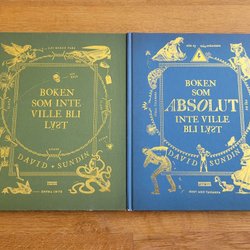 BOKEN
SOM INTE
VILLE BLI
LÄST
DAVID SUNDIN
BOKEN
SOM
ABSOLUT
INTE VILLE
BLI LÄST
DAVID SUNDIN